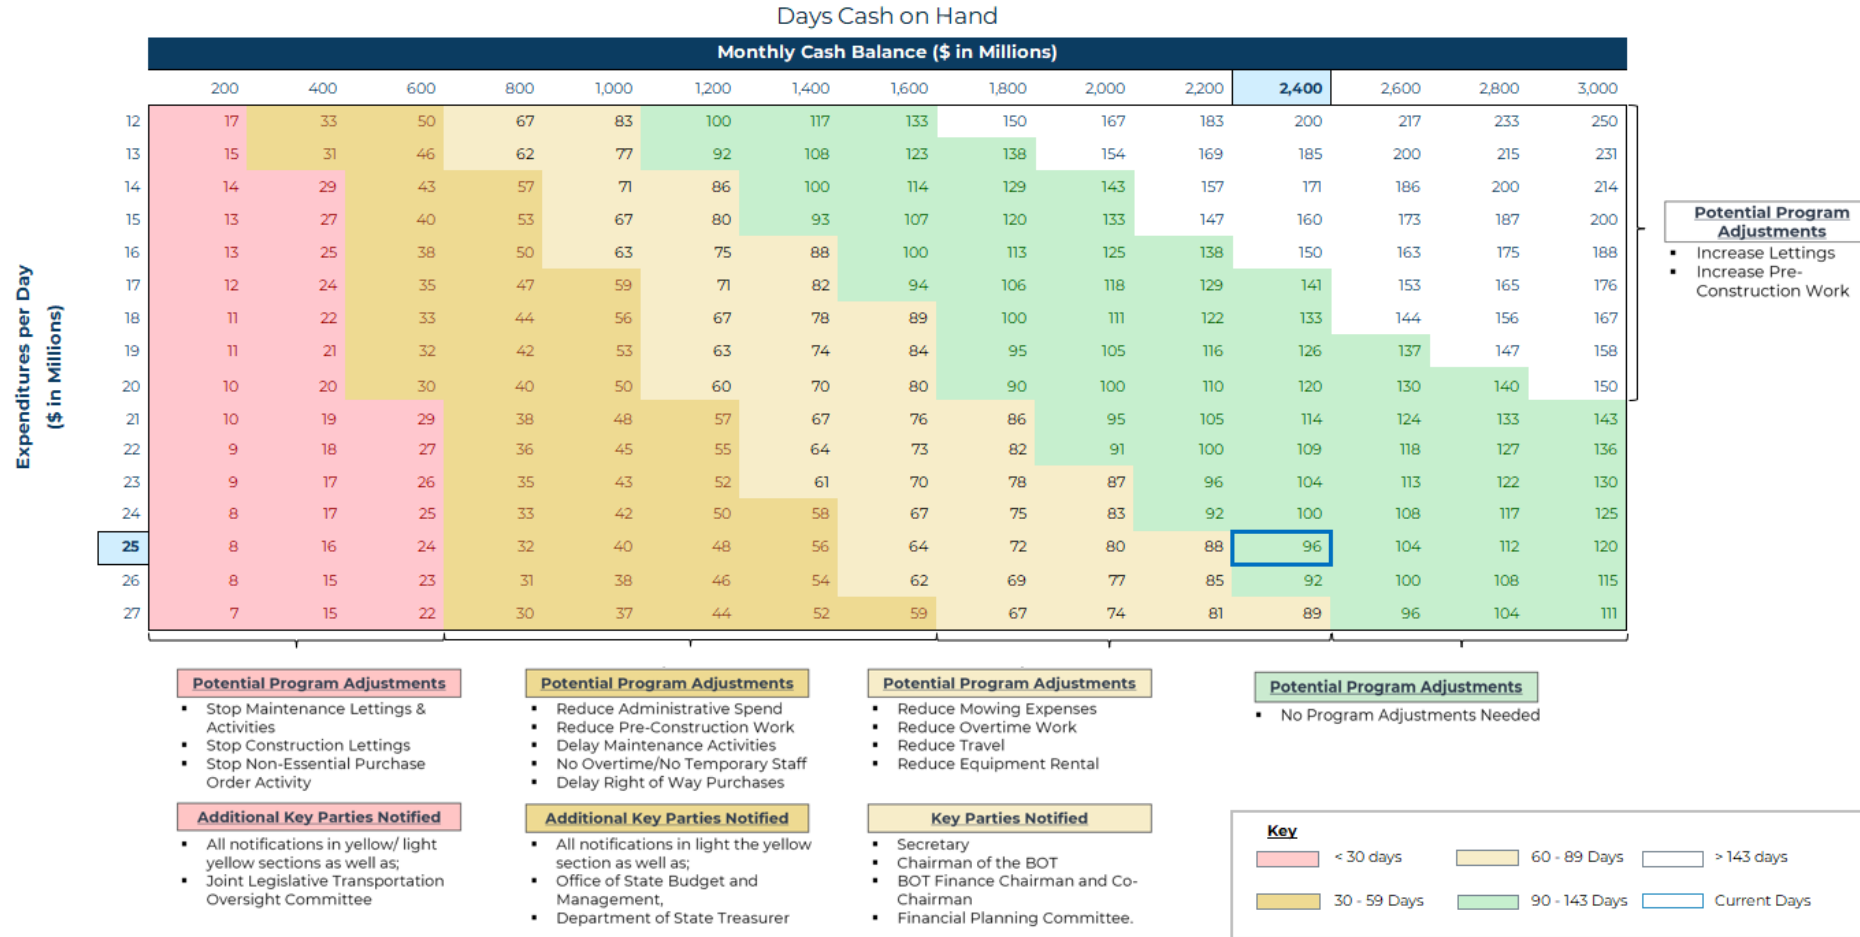 Days Cash on Hand
Monthly Cash Balance ($ in Millions)
200 400 600 800 1,000 1,200 1,400 1,600 1,800 2,000 2,200 2,400 2,600 2,800 3,000
Expenditures per Day
($ in Millions)
12 17 33 50 67 83 100 117 133 150 167 183 200 217 233 250
13 15 31 46 62 77 92 108 123 138 154 169 185 200 215 231
14 14 29 43 57 71 86 100 114 129 143 157 171 186 200 214
15 13 27 40 53 67 80 93 107 120 133 147 160 173 187 200
16 13 25 38 50 63 75 88 100 113 125 138 150 163 175 188
17 12 24 35 47 59 71 82 94 106 118 129 141 153 165 176
18 11 22 33 44 56 67 78 89 100 111 122 133 144 156 167
19 11 21 32 42 53 63 74 84 95 105 116 126 137 147 158
20 10 20 30 40 50 60 70 80 90 100 110 120 130 140 150
21 10 19 29 38 48 57 67 76 86 95 105 114 124 133 143
22 9 18 27 36 45 55 64 73 82 91 100 109 118 127 136
23 9 17 26 35 43 52 61 70 78 87 96 104 113 122 130
24 8 17 25 33 42 50 58 67 75 83 92 100 108 117 125
25 8 16 24 32 40 48 56 64 72 80 88 96 104 112 120
26 8 15 23 31 38 46 54 62 69 77 85 92 100 108 115
27 7 15 22 30 37 44 52 59 67 74 81 89 96 104 111
Potential Program
Adjustments
▪ Increase Lettings
▪ Increase Pre-
Construction Work
Potential Program Adjustments
▪ Stop Maintenance Lettings &
Activities
▪ Stop Construction Lettings
▪ Stop Non-Essential Purchase
Order Activity
Additional Key Parties Notified
▪ All notifications in yellow/ light
yellow sections as well as;
▪ Joint Legislative Transportation
Oversight Committee
Potential Program Adjustments
▪ Reduce Administrative Spend
▪ Reduce Pre-Construction Work
▪ Delay Maintenance Activities
▪ No Overtime/No Temporary Staff
▪ Delay Right of Way Purchases
Additional Key Parties Notified
▪ All notifications in light the yellow
section as well as;
▪ Office of State Budget and
Management,
▪ Department of State Treasurer
Potential Program Adjustments
▪ Reduce Mowing Expenses
▪ Reduce Overtime Work
▪ Reduce Travel
▪ Reduce Equipment Rental
Key Parties Notified
▪ Secretary
▪ Chairman of the BOT
▪ BOT Finance Chairman and Co-
Chairman
▪ Financial Planning Committee.
Potential Program Adjustments
▪ No Program Adjustments Needed
Key
< 30 days 60 - 89 Days > 143 days
30 - 59 Days 90 - 143 Days Current Days